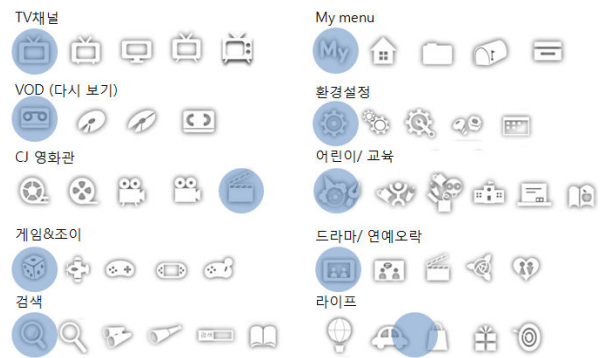 TV채널
My menu
My
VOD (다시 보기)
환경설정
CJ 영화관
어린이/ 교육
게임&조이
드라마/ 연예오락
검색
라이프